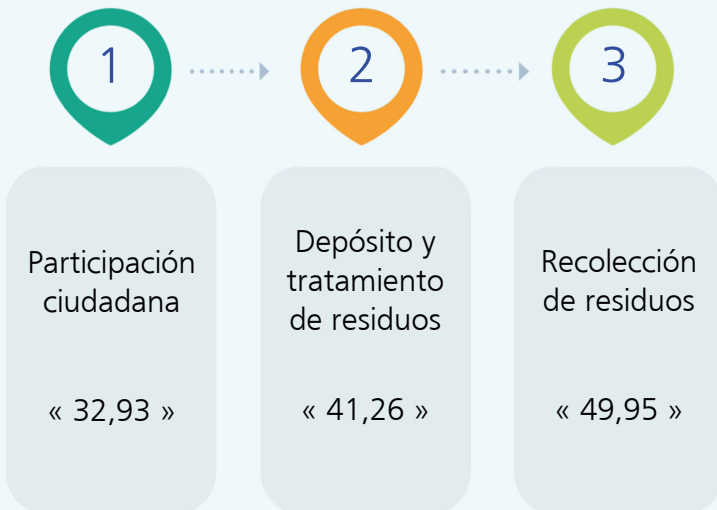 1
2
3
Participación
ciudadana
« 32,93 »
Depósito y
tratamiento
de residuos
« 41,26 »
Recolección
de residuos
« 49,95 »